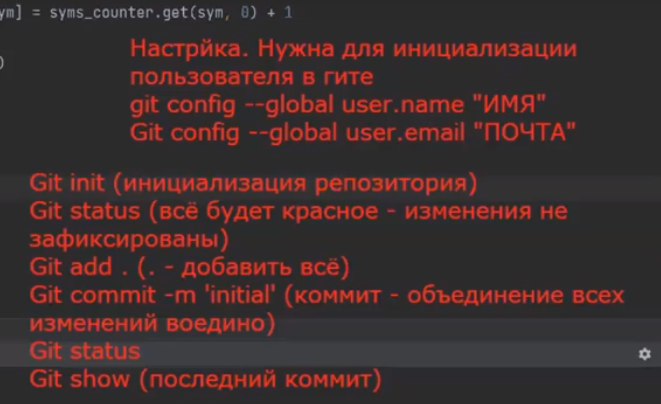 ym] = syms_counter.get(sym, 0) + 1
)
Настрйка. Нужна для инициализации
пользователя в гите
git config --global user.name "ИМЯ"
Git config --global user.email "ПОЧТА"
Git init (инициализация репозитория)
Git status (всё будет красное - изменения не
зафиксированы)
Git add . (. - добавить всё)
Git commit -m 'initial' (коммит - объединение всех
изменений воедино)
Git status
Git show (последний коммит)